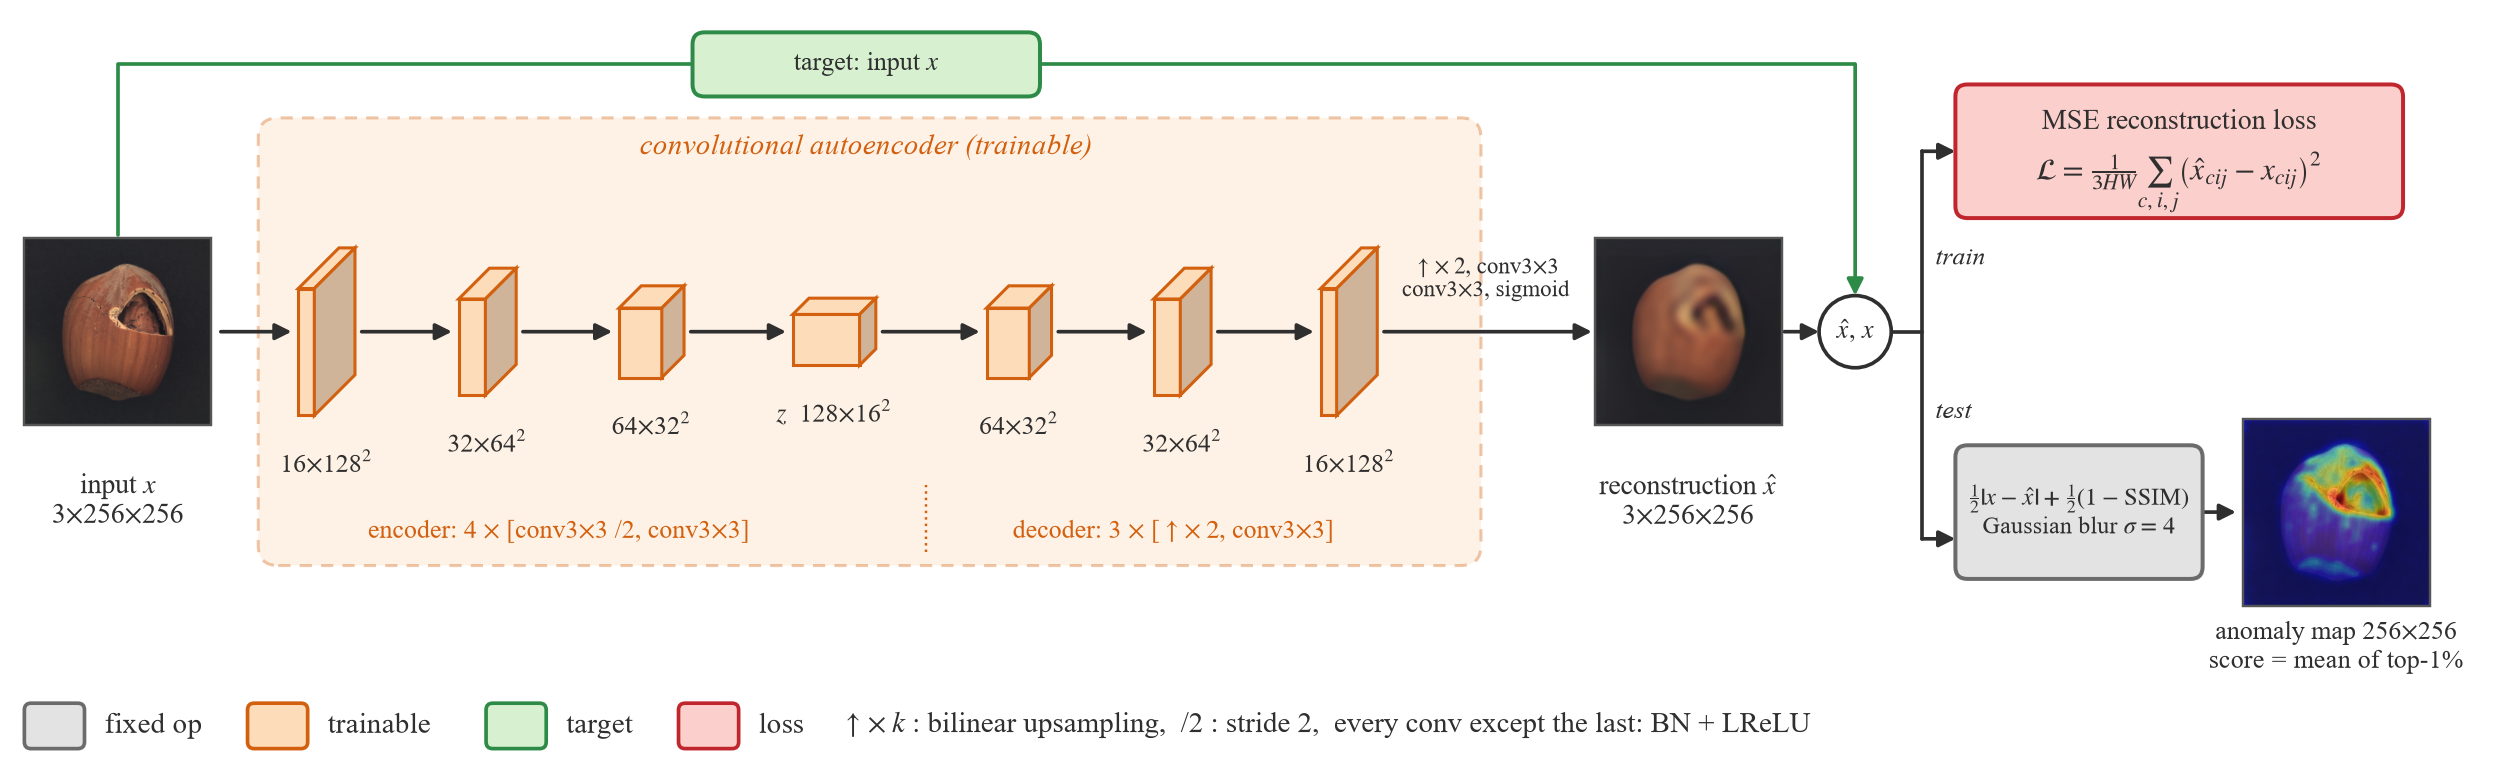 target: input x
convolutional autoencoder (trainable)
MSE reconstruction loss
ℒ = 1/3HW ∑ c, i, j (x̂cij − xcij)²
↑ × 2, conv3×3
conv3×3, sigmoid
x̂, x
train
test
16×128²
32×64²
64×32²
z 128×16²
64×32²
32×64²
16×128²
input x
3×256×256
reconstruction x̂
3×256×256
encoder: 4 × [conv3×3 /2, conv3×3]
decoder: 3 × [ ↑ × 2, conv3×3]
½|x − x̂| + ½(1 − SSIM)
Gaussian blur σ = 4
anomaly map 256×256
score = mean of top-1%
fixed op
trainable
target
loss
↑ × k : bilinear upsampling, /2 : stride 2, every conv except the last: BN + LReLU